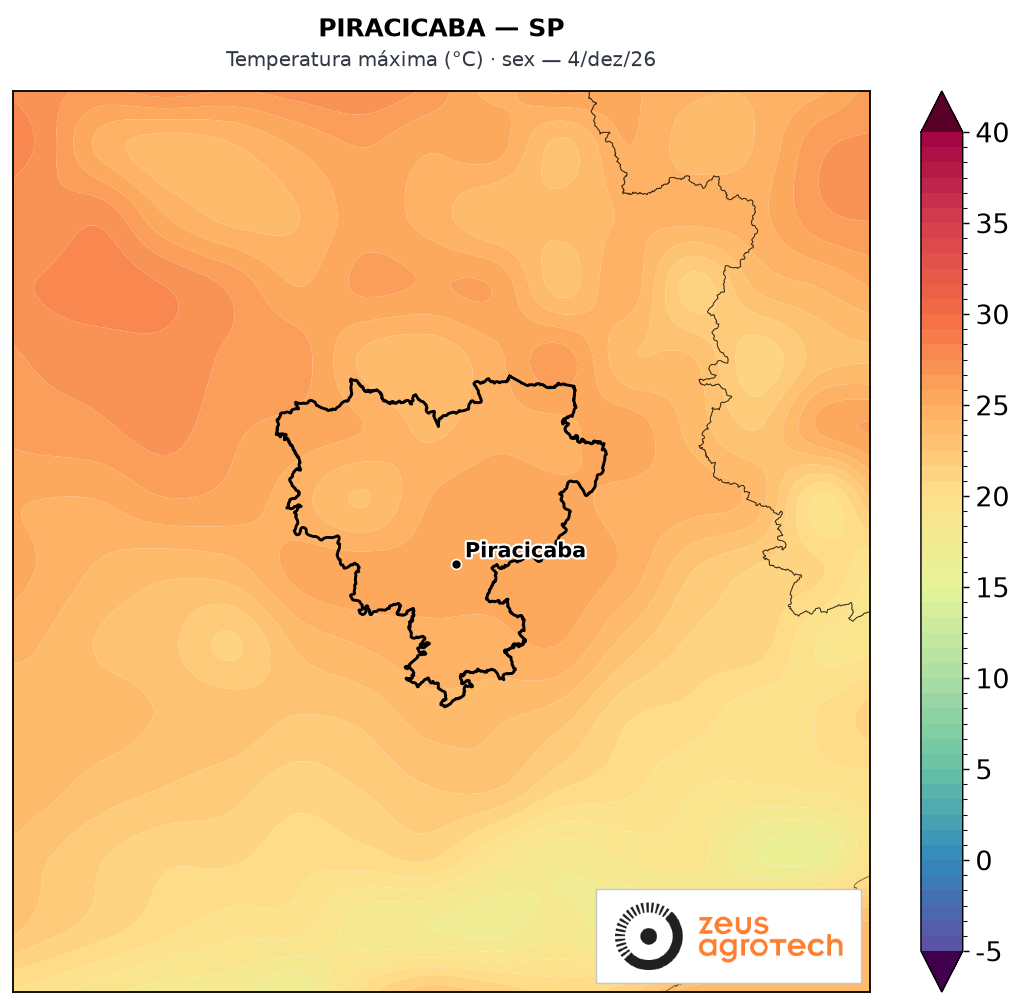 PIRACICABA — SP
Temperatura máxima (°C) · sex — 4/dez/26
40
35
30
25
20
15
10
5
0
-5
Piracicaba
zeus
agrotech